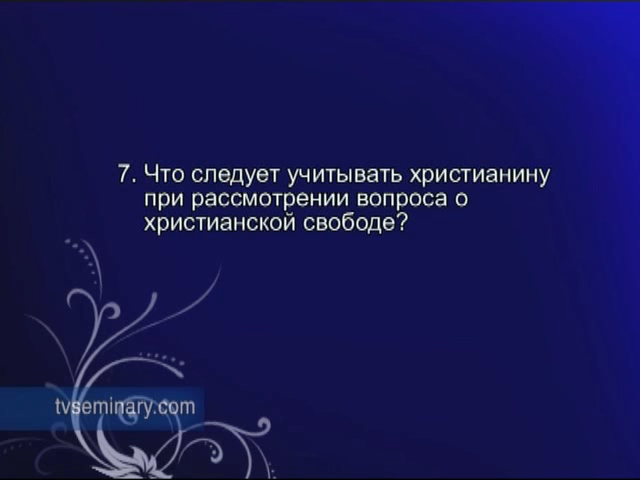 7. Что следует учитывать христианину
при рассмотрении вопроса о
христианской свободе?
tvseminary.com